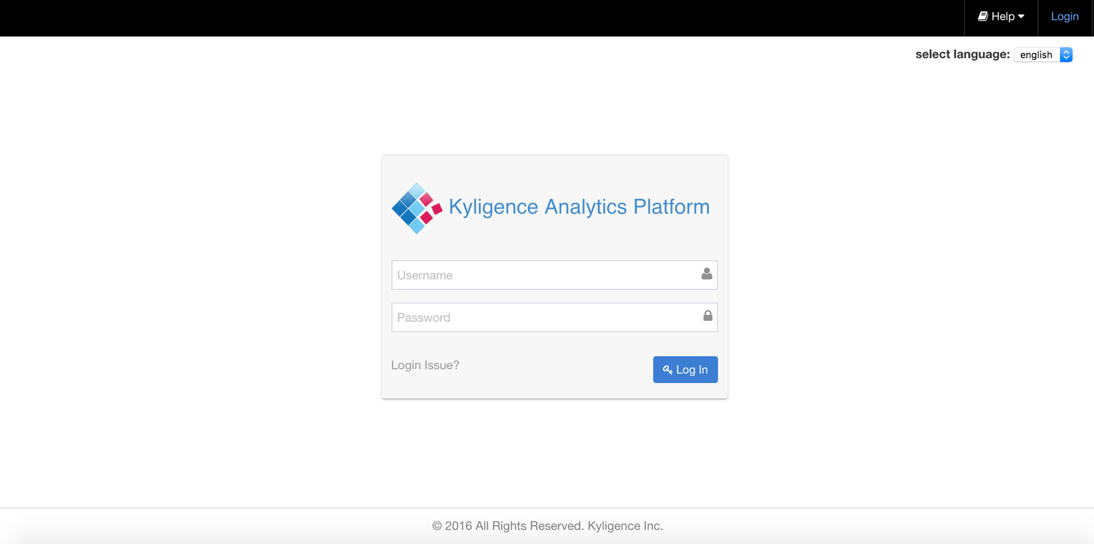 Help Login
select language: english
Kyligence Analytics Platform
Username
Password
Login Issue? Log In
© 2016 All Rights Reserved. Kyligence Inc.